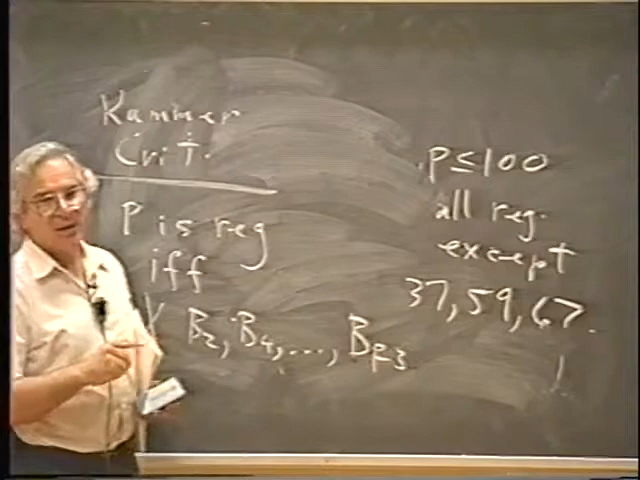 Kummer
Crit.
P is reg
iff
B2, B4, ..., Bp-3
P ≤ 100
all reg.
except
37, 59, 67.